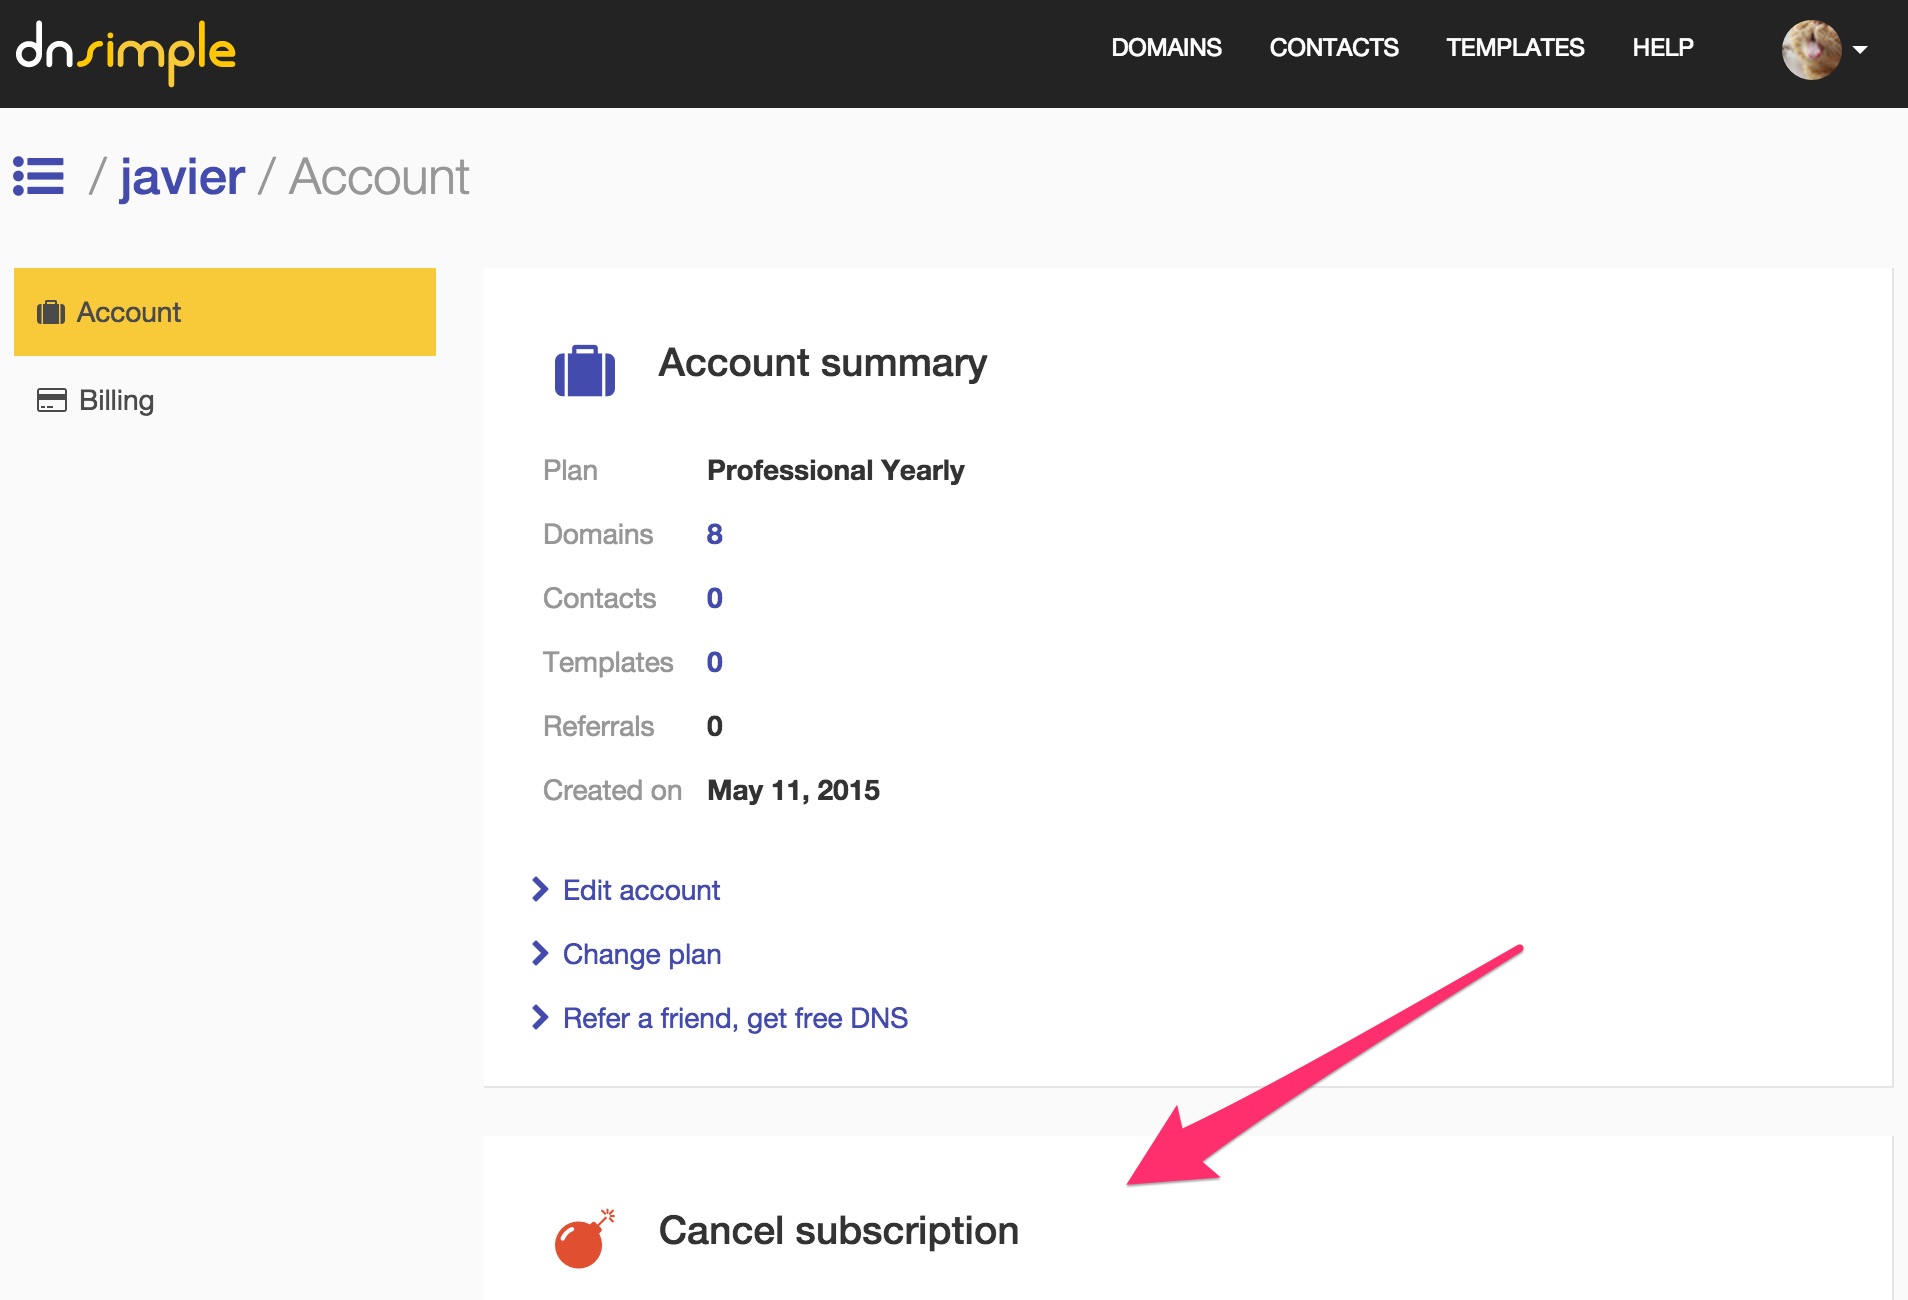 dnsimple
DOMAINS CONTACTS TEMPLATES HELP
/ javier / Account
Account
Billing
Account summary
Plan Professional Yearly
Domains 8
Contacts 0
Templates 0
Referrals 0
Created on May 11, 2015
Edit account
Change plan
Refer a friend, get free DNS
Cancel subscription